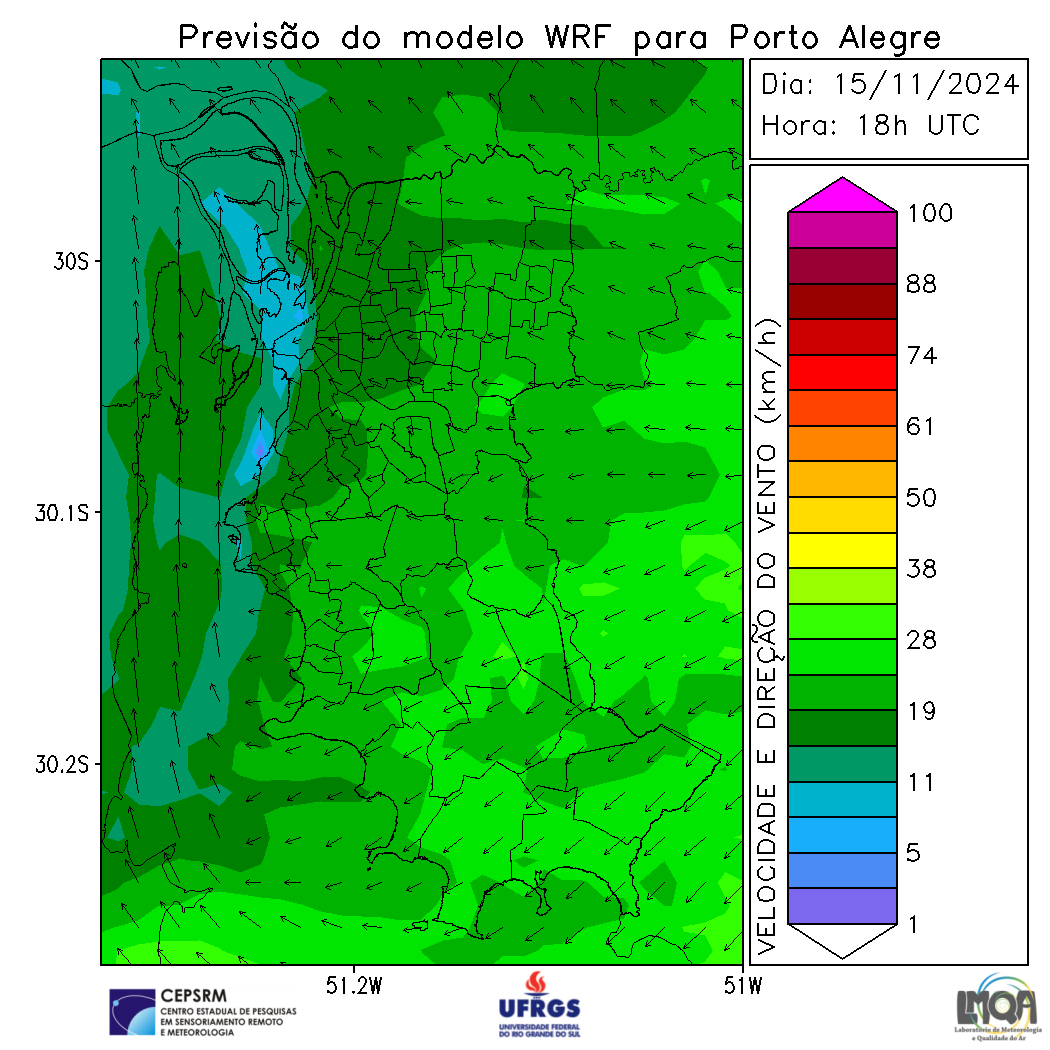 Previsão do modelo WRF para Porto Alegre
Dia: 15/11/2024
Hora: 18h UTC
30S
30.1S
30.2S
51.2W
51W
VELOCIDADE E DIREÇÃO DO VENTO (km/h)
100
88
74
61
50
38
28
19
11
5
1
CEPSRM
CENTRO ESTADUAL DE PESQUISAS
EM SENSORIAMENTO REMOTO
E METEOROLOGIA
UFRGS
UNIVERSIDADE FEDERAL
DO RIO GRANDE DO SUL
LMQA
Laboratório de Meteorologia
e Qualidade do Ar